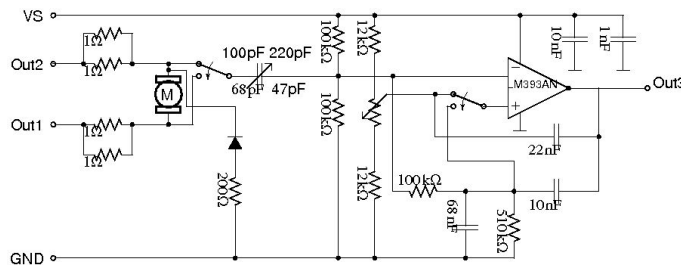 VS
1Ω
Out2
1Ω
M
Out1
1Ω
1Ω
GND
200Ω
100pF 220pF
68pF 47pF
100kΩ
100kΩ
12kΩ
12kΩ
M393AN
10nF
1nF
Out3
22nF
100kΩ
10nF
68nF
510kΩ